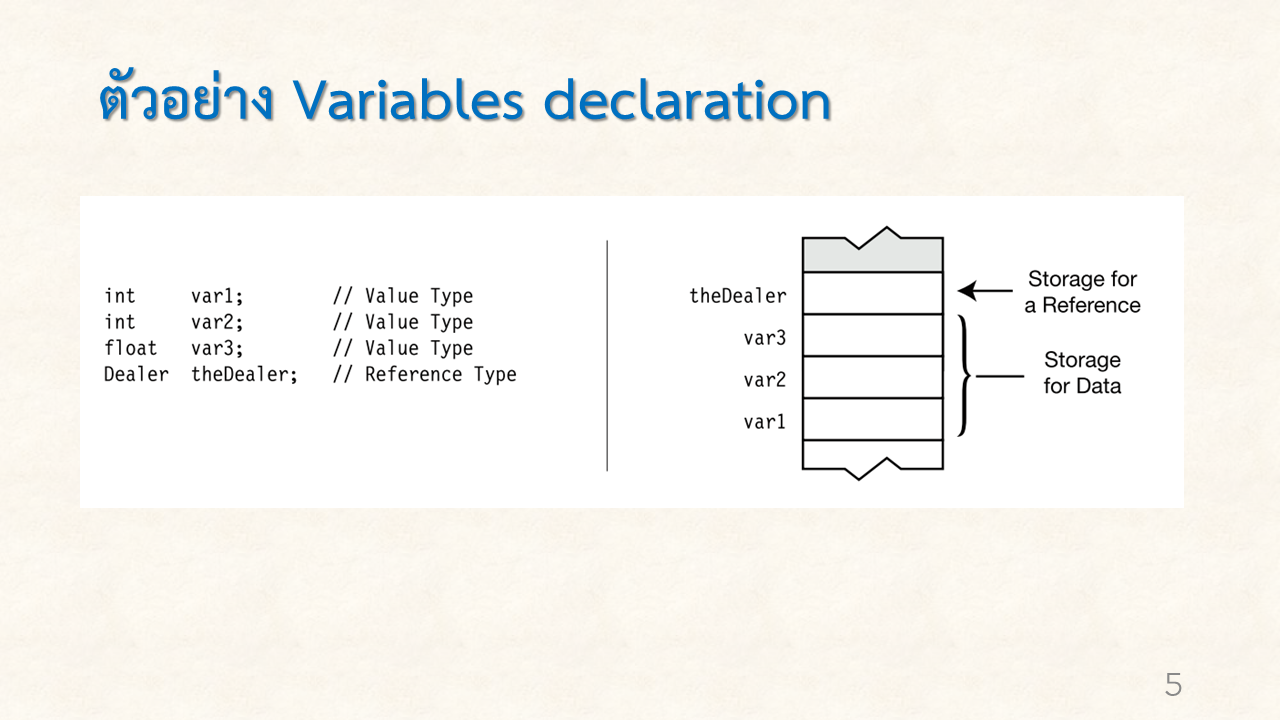 ตัวอย่าง Variables declaration
int var1; // Value Type
int var2; // Value Type
float var3; // Value Type
Dealer theDealer; // Reference Type
theDealer
var3
var2
var1
Storage for
a Reference
Storage
for Data
5